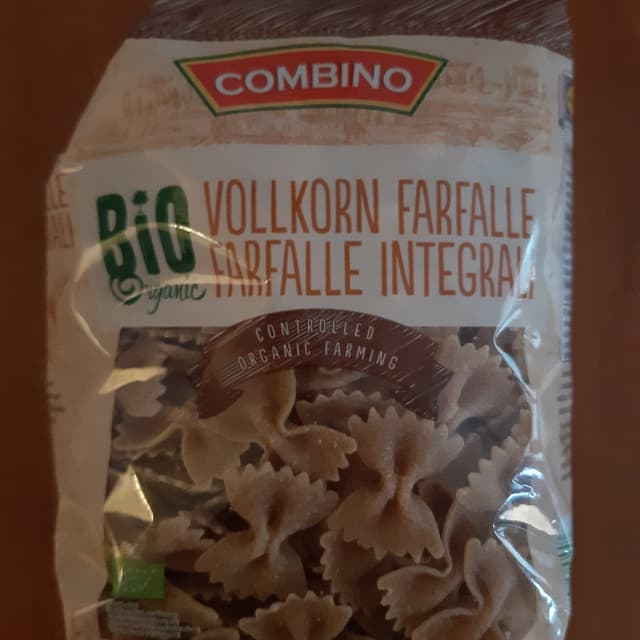 COMBINO
BiO
Organic
VOLLKORN FARFALLE
FARFALLE INTEGRALI
CONTROLLED
ORGANIC FARMING